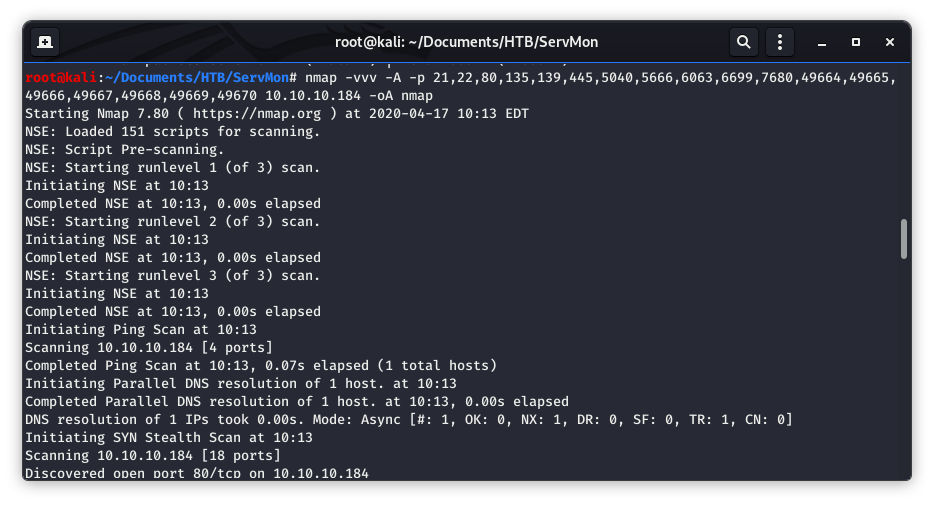 root@kali: ~/Documents/HTB/ServMon
root@kali:~/Documents/HTB/ServMon# nmap -vvv -A -p 21,22,80,135,139,445,5040,5666,6063,6699,7680,49664,49665,
49666,49667,49668,49669,49670 10.10.10.184 -oA nmap
Starting Nmap 7.80 ( https://nmap.org ) at 2020-04-17 10:13 EDT
NSE: Loaded 151 scripts for scanning.
NSE: Script Pre-scanning.
NSE: Starting runlevel 1 (of 3) scan.
Initiating NSE at 10:13
Completed NSE at 10:13, 0.00s elapsed
NSE: Starting runlevel 2 (of 3) scan.
Initiating NSE at 10:13
Completed NSE at 10:13, 0.00s elapsed
NSE: Starting runlevel 3 (of 3) scan.
Initiating NSE at 10:13
Completed NSE at 10:13, 0.00s elapsed
Initiating Ping Scan at 10:13
Scanning 10.10.10.184 [4 ports]
Completed Ping Scan at 10:13, 0.07s elapsed (1 total hosts)
Initiating Parallel DNS resolution of 1 host. at 10:13
Completed Parallel DNS resolution of 1 host. at 10:13, 0.00s elapsed
DNS resolution of 1 IPs took 0.00s. Mode: Async [#: 1, OK: 0, NX: 1, DR: 0, SF: 0, TR: 1, CN: 0]
Initiating SYN Stealth Scan at 10:13
Scanning 10.10.10.184 [18 ports]
Discovered open port 80/tcp on 10.10.10.184